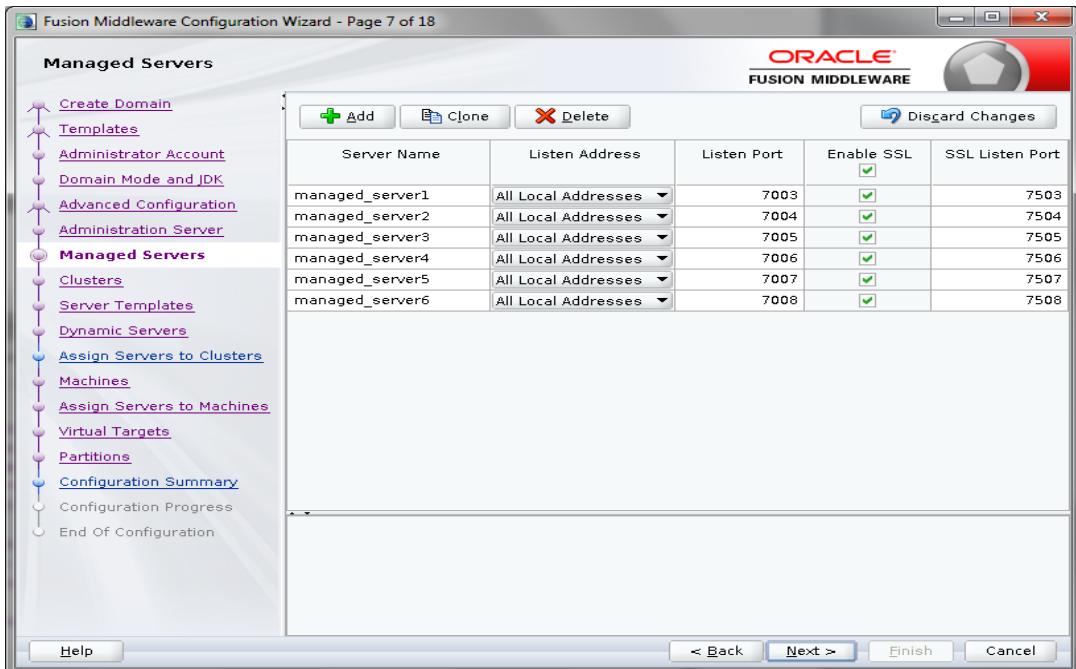 Fusion Middleware Configuration Wizard - Page 7 of 18
Managed Servers
ORACLE
FUSION MIDDLEWARE
Create Domain
Templates
Administrator Account
Domain Mode and JDK
Advanced Configuration
Administration Server
Managed Servers
Clusters
Server Templates
Dynamic Servers
Assign Servers to Clusters
Machines
Assign Servers to Machines
Virtual Targets
Partitions
Configuration Summary
Configuration Progress
End Of Configuration
Add Clone Delete Discard Changes
Server Name Listen Address Listen Port Enable SSL SSL Listen Port
managed_server1 All Local Addresses 7003 7503
managed_server2 All Local Addresses 7004 7504
managed_server3 All Local Addresses 7005 7505
managed_server4 All Local Addresses 7006 7506
managed_server5 All Local Addresses 7007 7507
managed_server6 All Local Addresses 7008 7508
Help < Back Next > Finish Cancel